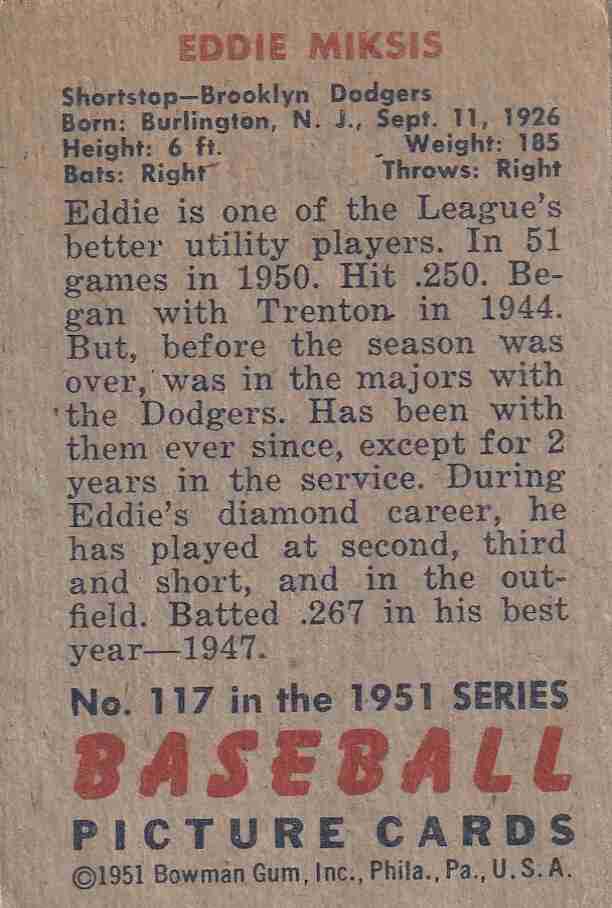 EDDIE MIKSIS
Shortstop—Brooklyn Dodgers
Born: Burlington, N. J., Sept. 11, 1926
Height: 6 ft. Weight: 185
Bats: Right Throws: Right
Eddie is one of the League's
better utility players. In 51
games in 1950. Hit .250. Be-
gan with Trenton in 1944.
But, before the season was
over, was in the majors with
the Dodgers. Has been with
them ever since, except for 2
years in the service. During
Eddie's diamond career, he
has played at second, third
and short, and in the out-
field. Batted .267 in his best
year—1947.
No. 117 in the 1951 SERIES
BASEBALL
PICTURE CARDS
©1951 Bowman Gum, Inc., Phila., Pa., U. S. A.